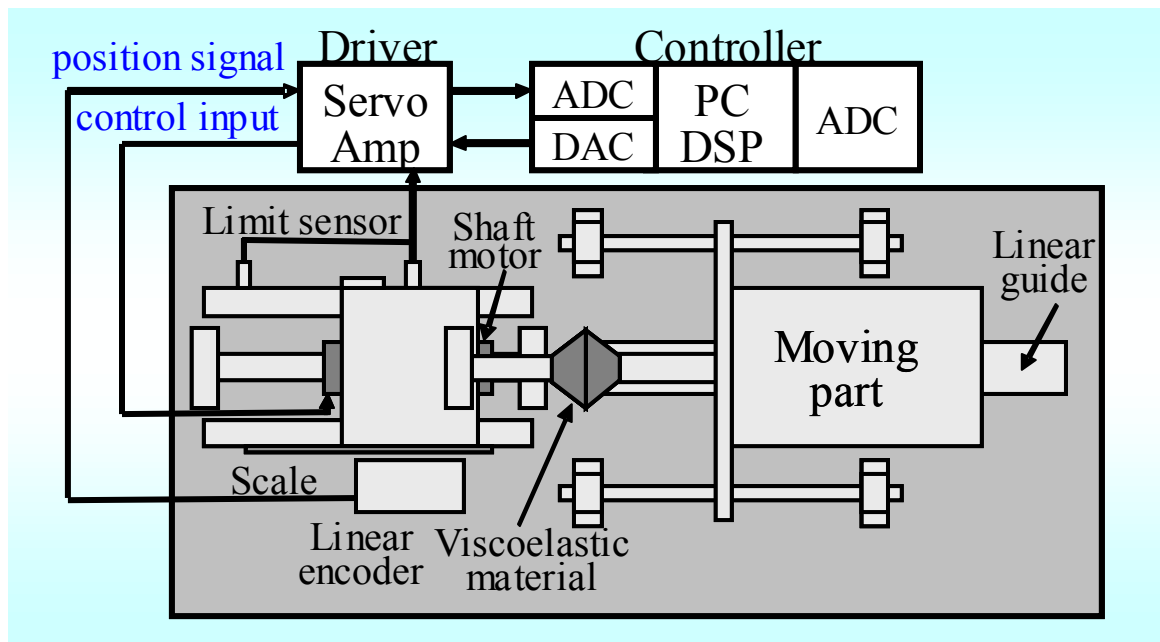 Driver
Controller
position signal
control input
Servo
Amp
ADC
DAC
PC
DSP
ADC
Limit sensor
Shaft
motor
Linear
guide
Moving
part
Scale
Linear
encoder
Viscoelastic
material